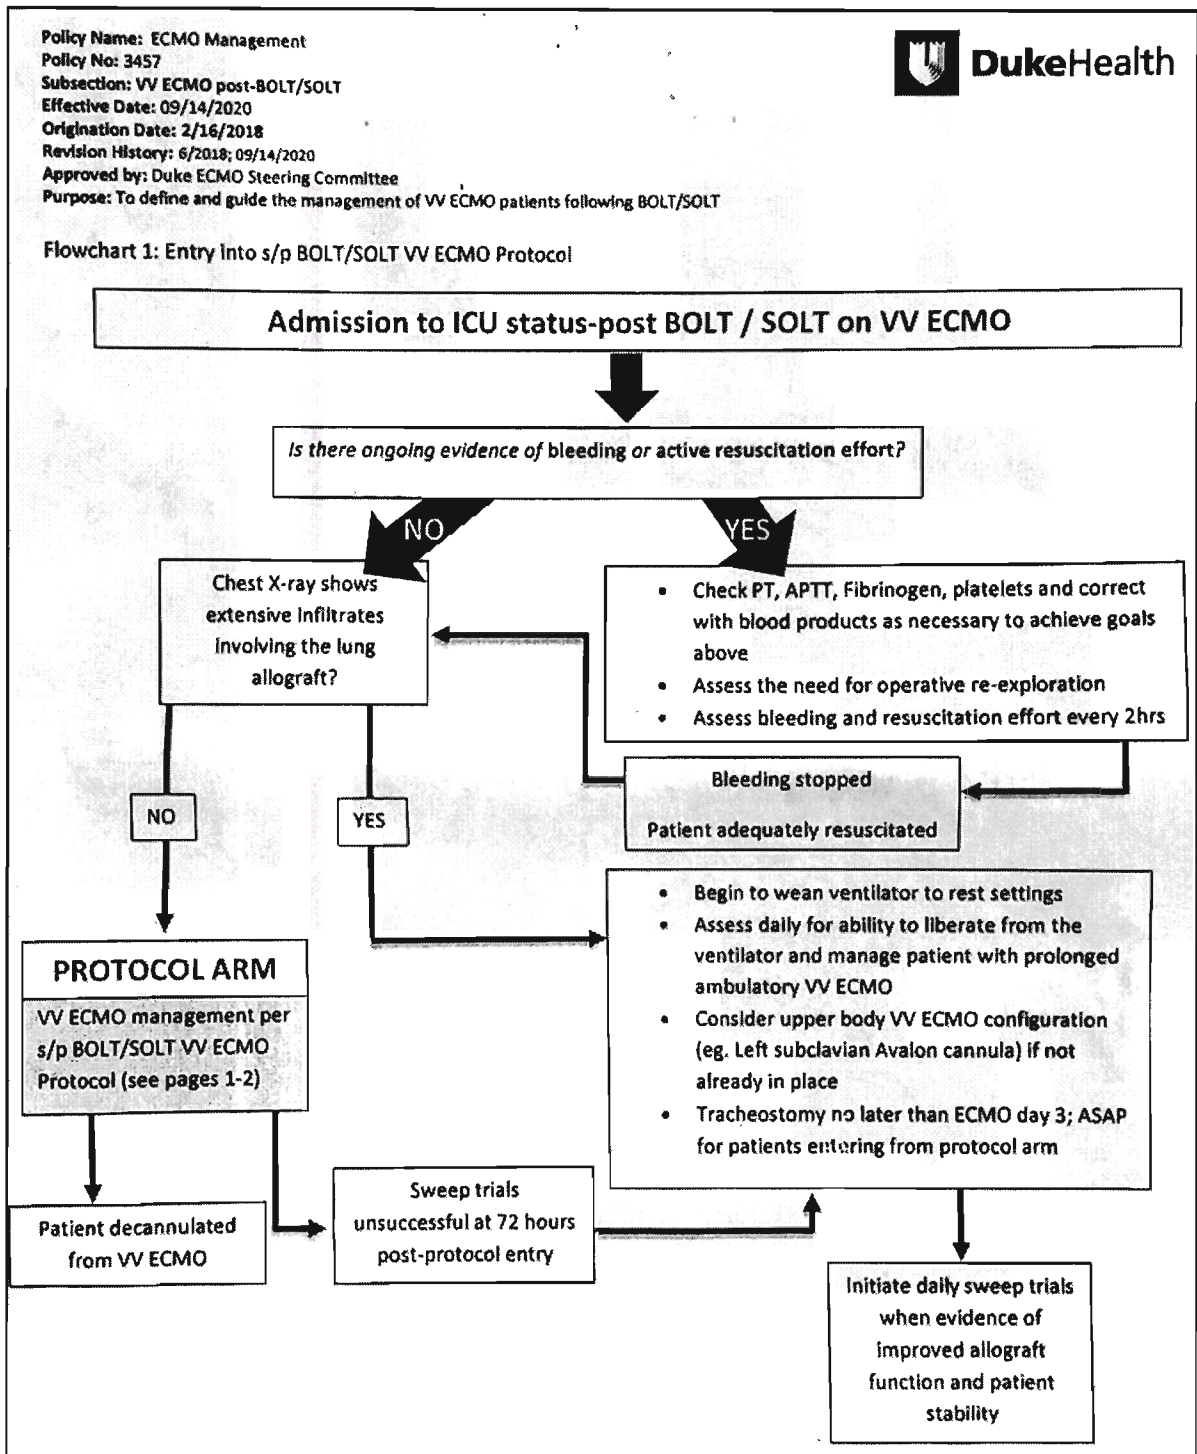 Policy Name: ECMO Management
Policy No: 3457
Subsection: VV ECMO post-BOLT/SOLT
Effective Date: 09/14/2020
Origination Date: 2/16/2018
Revision History: 6/2018; 09/14/2020
Approved by: Duke ECMO Steering Committee
Purpose: To define and guide the management of VV ECMO patients following BOLT/SOLT
DukeHealth
Flowchart 1: Entry into s/p BOLT/SOLT VV ECMO Protocol
Admission to ICU status-post BOLT / SOLT on VV ECMO
Is there ongoing evidence of bleeding or active resuscitation effort?
NO
YES
Chest X-ray shows
extensive infiltrates
involving the lung
allograft?
• Check PT, APTT, Fibrinogen, platelets and correct
with blood products as necessary to achieve goals
above
• Assess the need for operative re-exploration
• Assess bleeding and resuscitation effort every 2hrs
Bleeding stopped
Patient adequately resuscitated
NO
YES
• Begin to wean ventilator to rest settings
• Assess daily for ability to liberate from the
ventilator and manage patient with prolonged
ambulatory VV ECMO
• Consider upper body VV ECMO configuration
(eg. Left subclavian Avalon cannula) if not
already in place
• Tracheostomy no later than ECMO day 3; ASAP
for patients entering from protocol arm
PROTOCOL ARM
VV ECMO management per
s/p BOLT/SOLT VV ECMO
Protocol (see pages 1-2)
Patient decannulated
from VV ECMO
Sweep trials
unsuccessful at 72 hours
post-protocol entry
Initiate daily sweep trials
when evidence of
improved allograft
function and patient
stability